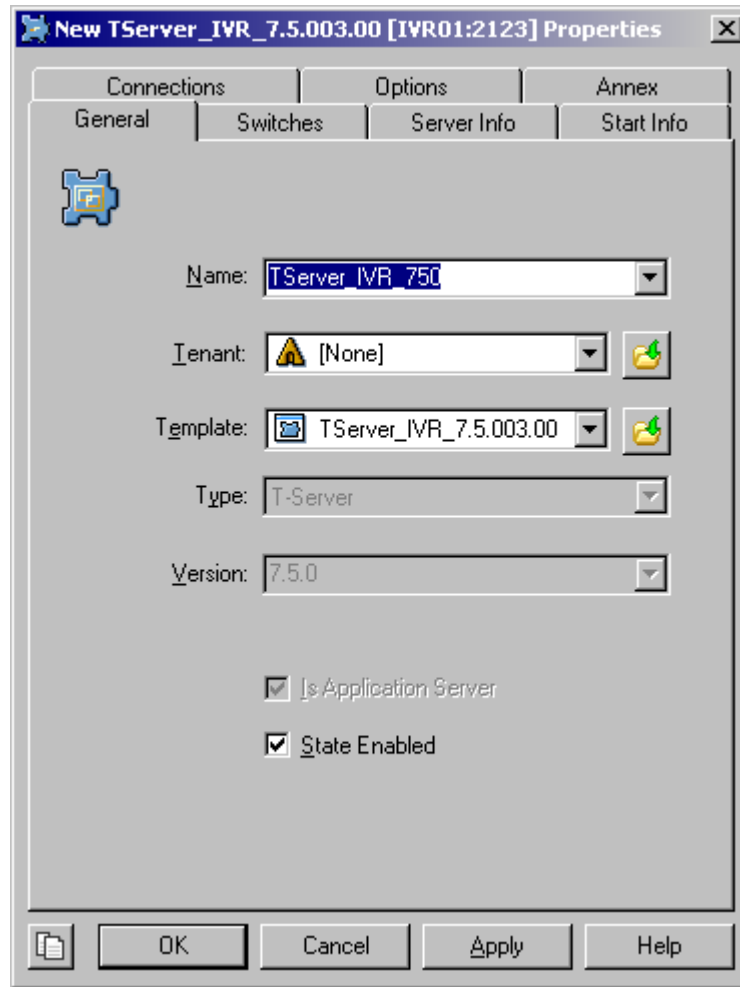 New TServer_IVR_7.5.003.00 [IVR01:2123] Properties
Connections Options Annex
General Switches Server Info Start Info
Name: TServer_IVR_750
Tenant: [None]
Template: TServer_IVR_7.5.003.00
Type: T-Server
Version: 7.5.0
Is Application Server
State Enabled
OK Cancel Apply Help